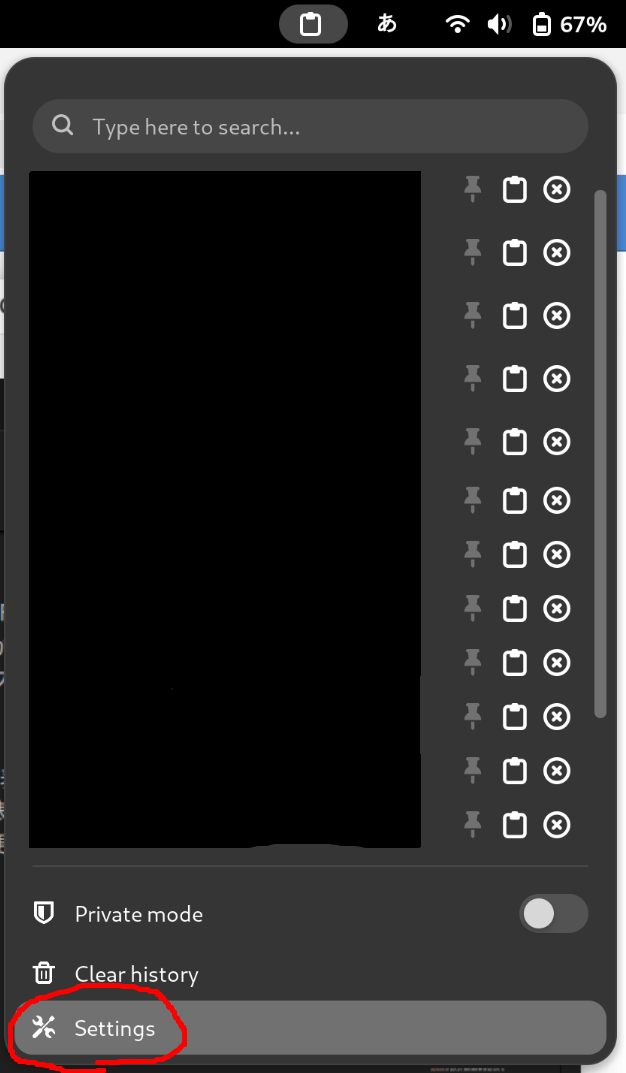 あ 67%
Type here to search...
Private mode
Clear history
Settings